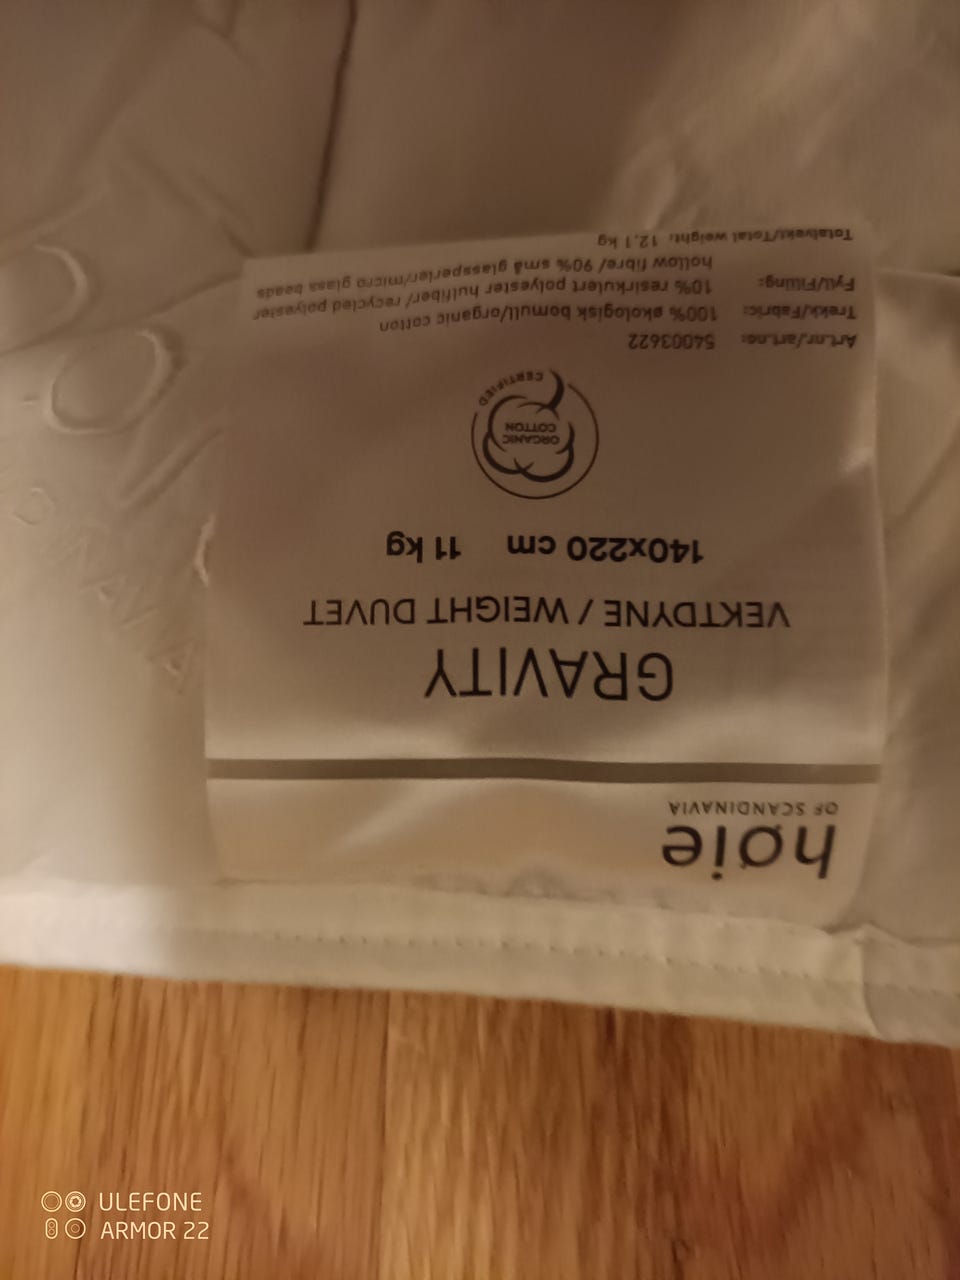 høie
OF SCANDINAVIA
GRAVITY
VEKTDYNE / WEIGHT DUVET
140x220 cm 11 kg
ORGANIC
COTTON
CERTIFIED
Art.nr./art.no: 54003622
Trekk/Fabric: 100% økologisk bomull/organic cotton
Fyll/Filling: 10% resirkulert polyester hulfiber/ recycled polyester
hollow fibre/ 90% små glassperler/micro glass beads
Totalvekt/Total weight: 12.1 kg
ULEFONE
ARMOR 22